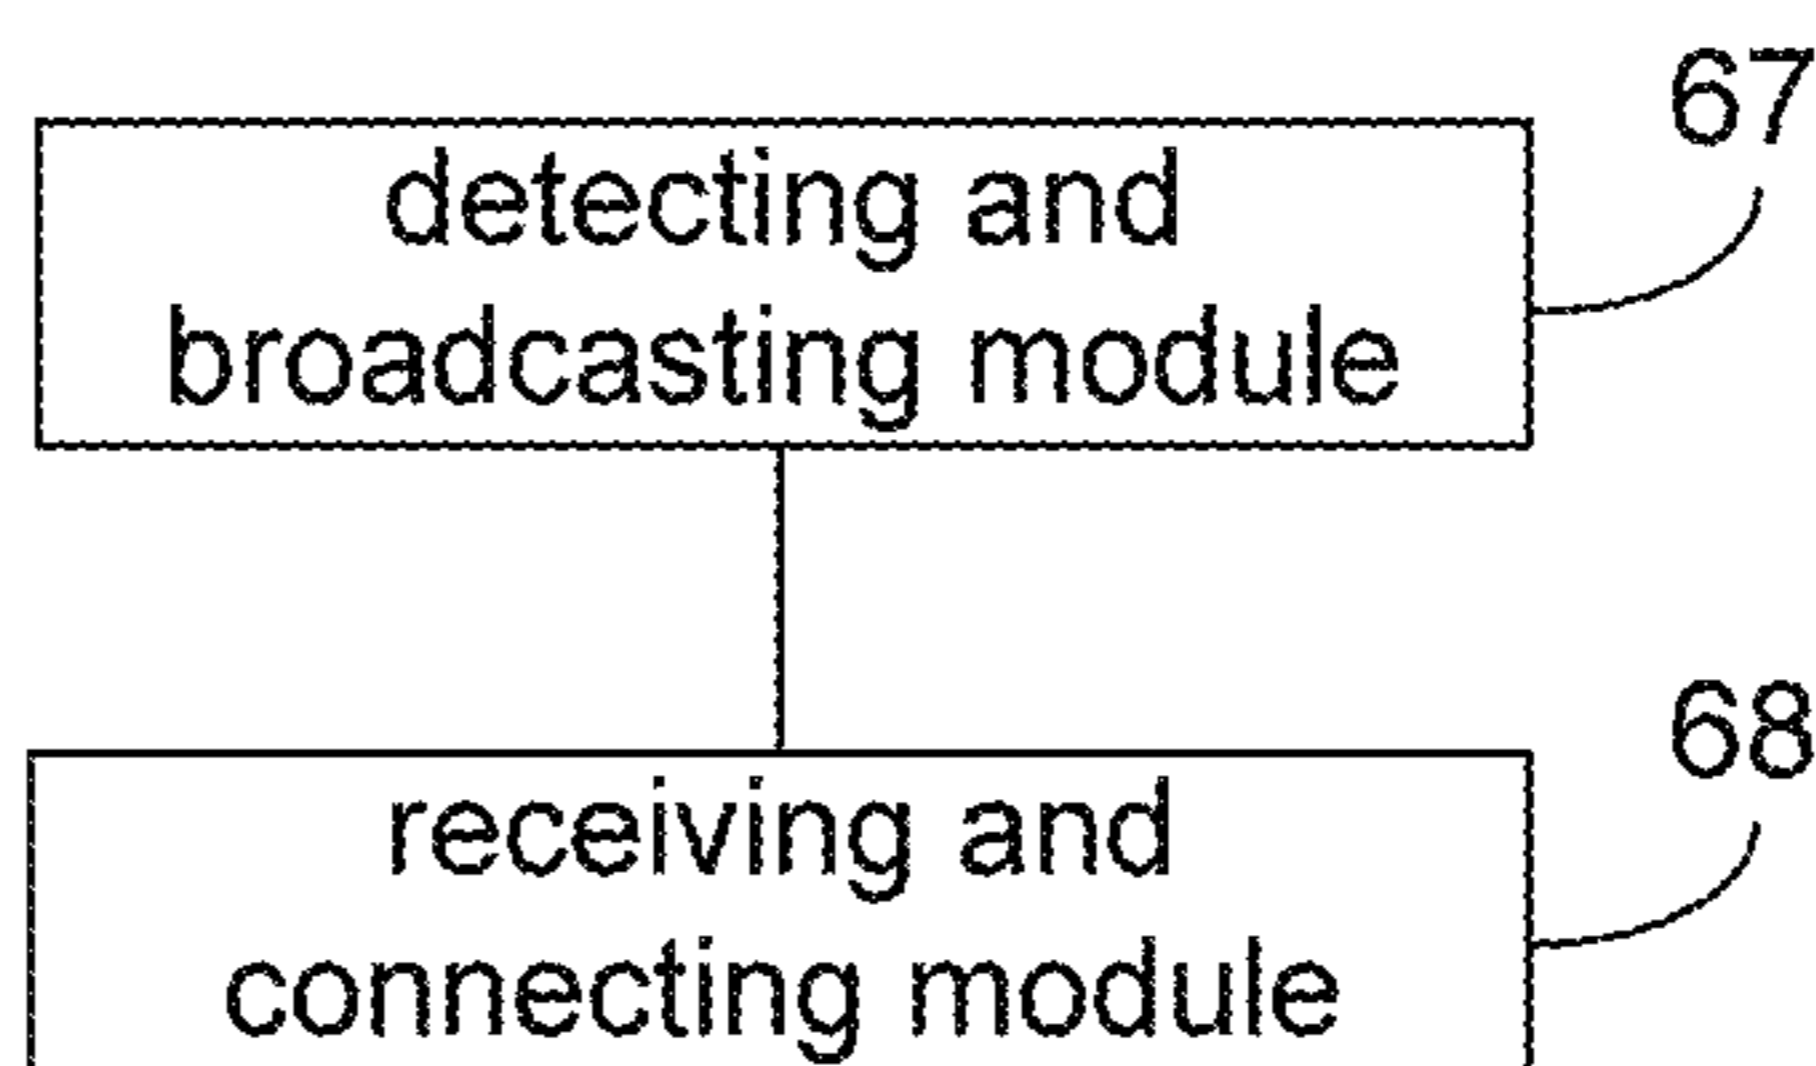 67
detecting and
broadcasting module
68
receiving and
connecting module